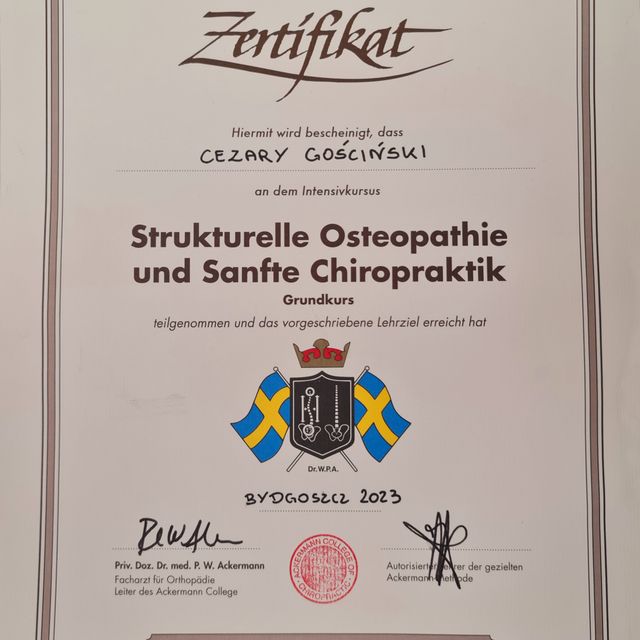 Zertifikat
Hiermit wird bescheinigt, dass
CEZARY GOŚCIŃSKI
an dem Intensivkursus
Strukturelle Osteopathie
und Sanfte Chiropraktik
Grundkurs
teilgenommen und das vorgeschriebene Lehrziel erreicht hat
Dr.W.P.A.
BYDGOSZCZ 2023
Priv. Doz. Dr. med. P. W. Ackermann
Facharzt für Orthopädie
Leiter des Ackermann College
ACKERMANN COLLEGE OF
CHIROPRACTIC
Autorisierter Lehrer der gezielten
Ackermann-Methode